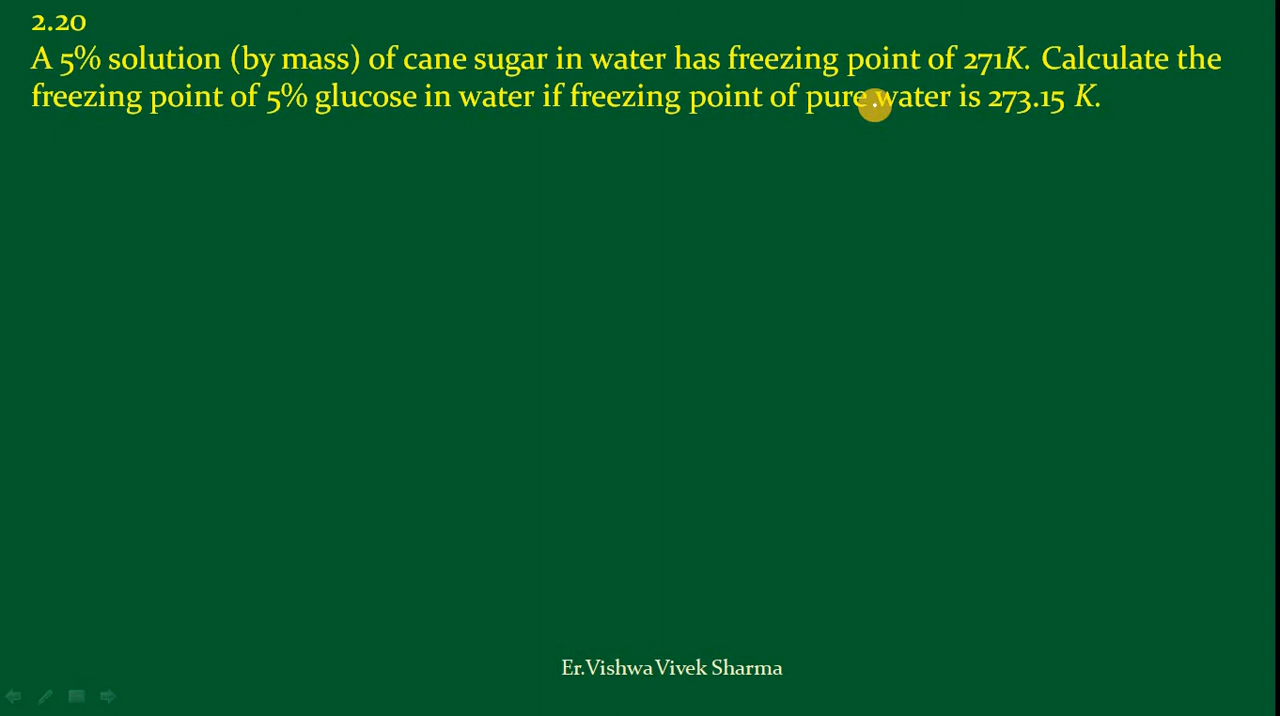 2.20
A 5% solution (by mass) of cane sugar in water has freezing point of 271K. Calculate the
freezing point of 5% glucose in water if freezing point of pure water is 273.15 K.
Er.Vishwa Vivek Sharma